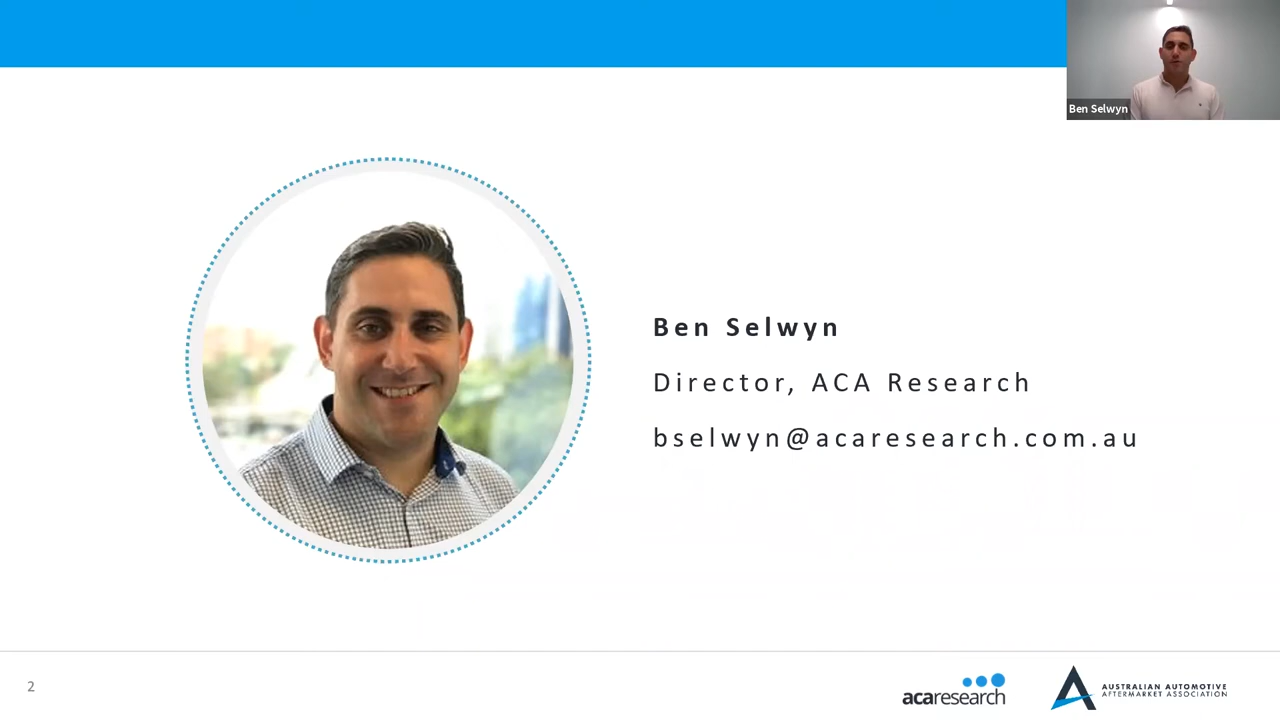 Ben Selwyn
Ben Selwyn
Director, ACA Research
bselwyn@acaresearch.com.au
2
acaresearch
AUSTRALIAN AUTOMOTIVE
AFTERMARKET ASSOCIATION